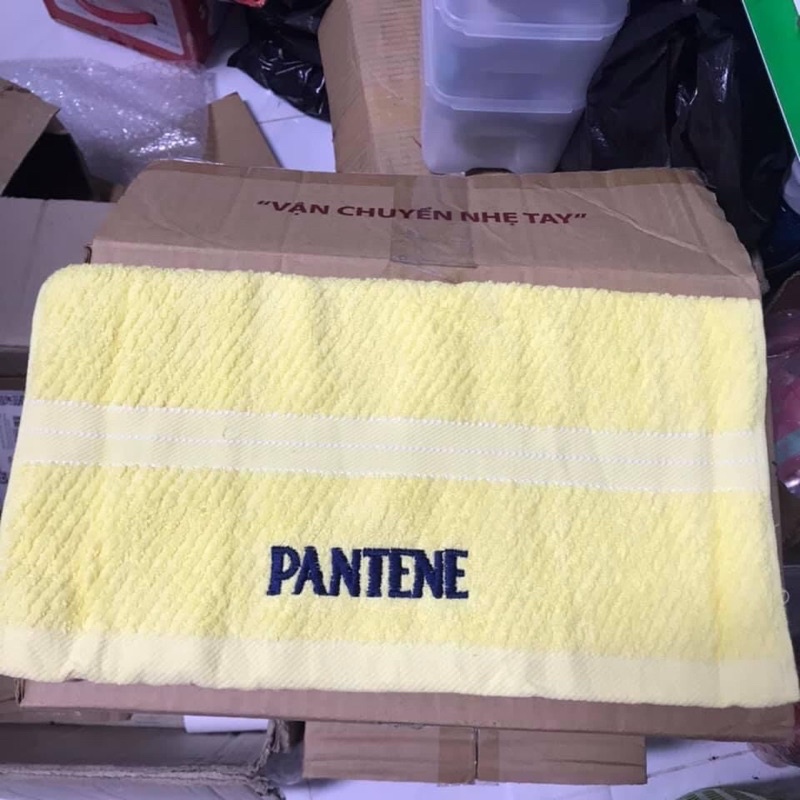 “VẬN CHUYỂN NHẸ TAY”
PANTENE